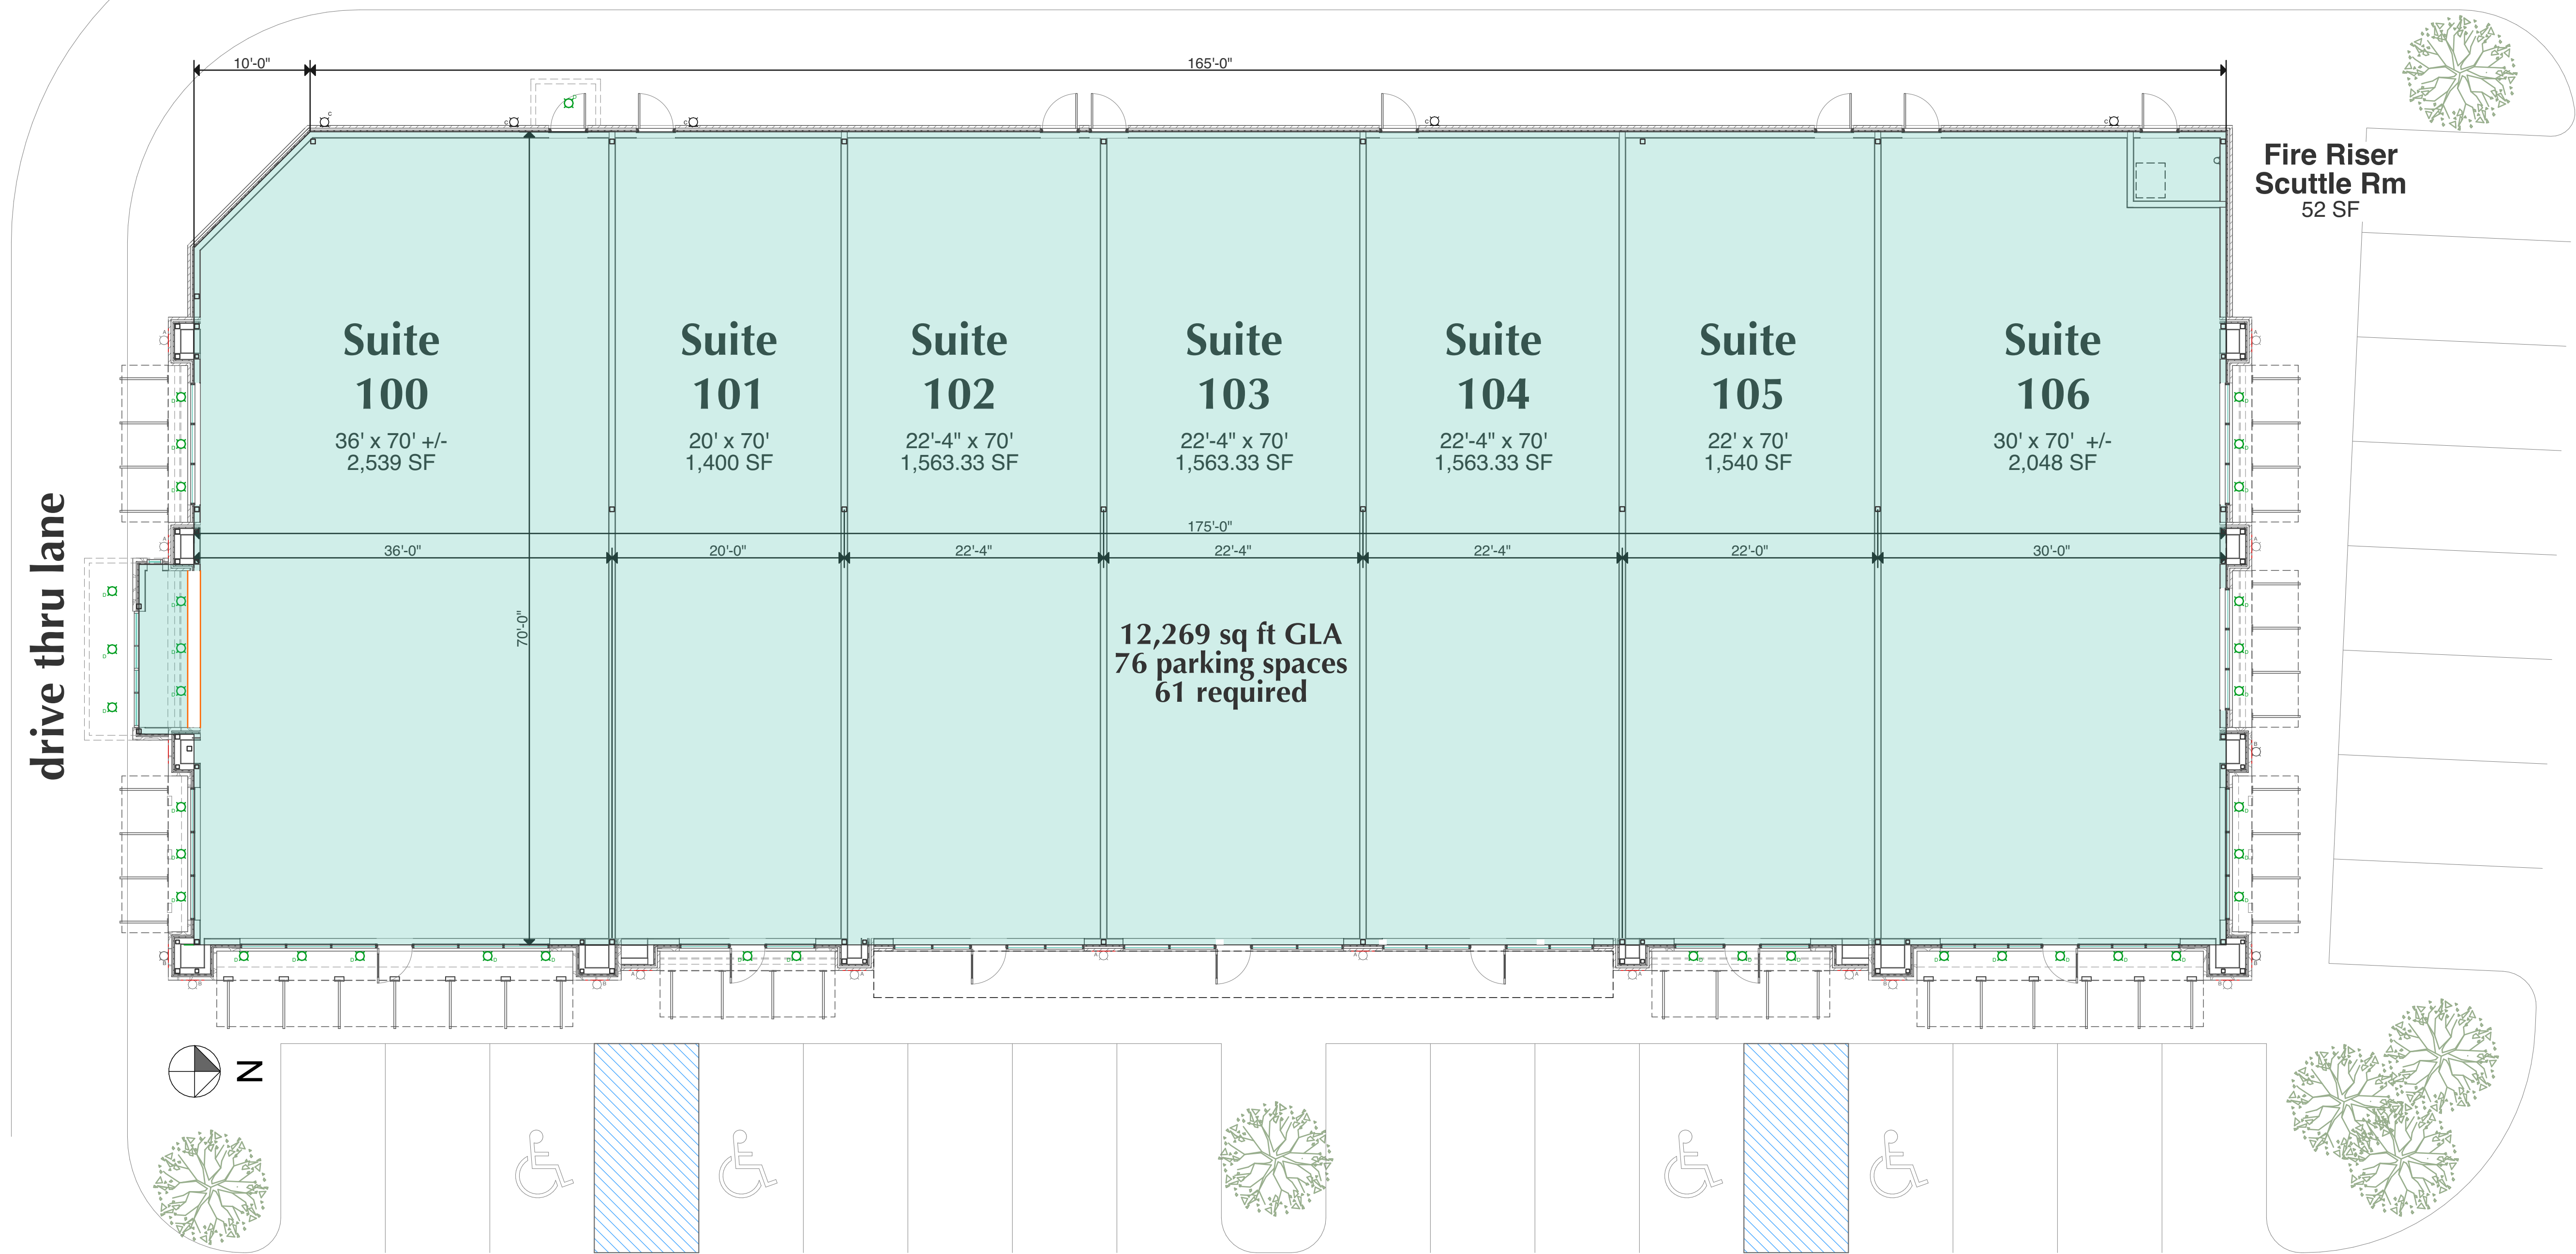 10'-0"
165'-0"
Fire Riser
Scuttle Rm
52 SF
Suite
100
36' x 70' +/-
2,539 SF
Suite
101
20' x 70'
1,400 SF
Suite
102
22'-4" x 70'
1,563.33 SF
Suite
103
22'-4" x 70'
1,563.33 SF
Suite
104
22'-4" x 70'
1,563.33 SF
Suite
105
22' x 70'
1,540 SF
Suite
106
30' x 70' +/-
2,048 SF
drive thru lane
175'-0"
36'-0"
20'-0"
22'-4"
22'-4"
22'-4"
22'-0"
30'-0"
70'-0"
12,269 sq ft GLA
76 parking spaces
61 required
N